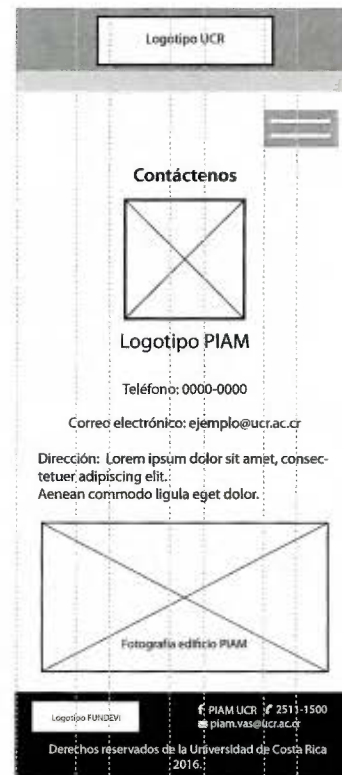 Logotipo UCR
Contáctenos
Logotipo PIAM
Teléfono: 0000-0000
Correo electrónico: ejemplo@ucr.ac.cr
Dirección: Lorem ipsum dolor sit amet, consec-
tetuer adipiscing elit.
Aenean commodo ligula eget dolor.
Fotografía edificio PIAM
Logotipo FUNDEVI
PIAM UCR 2511-1500
piam.vas@ucr.ac.cr
Derechos reservados de la Universidad de Costa Rica
2016.